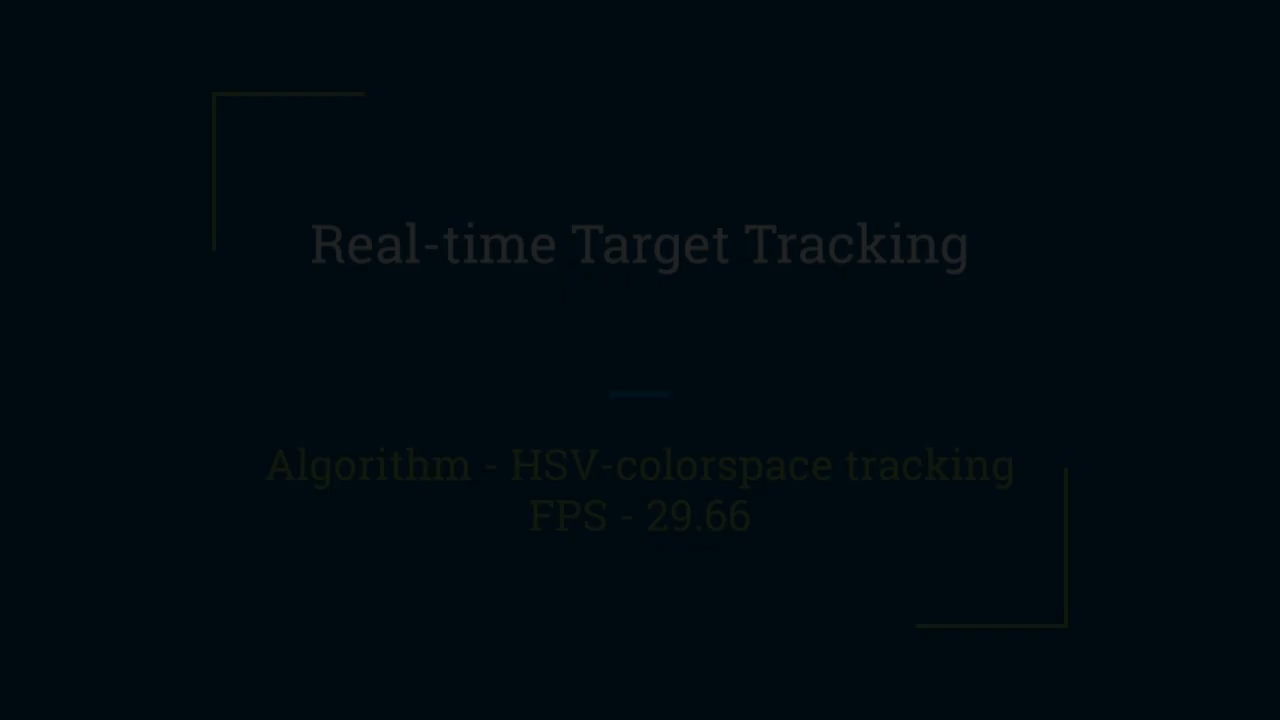 Real-time Target Tracking
Algorithm - HSV-colorspace tracking
FPS - 29.66